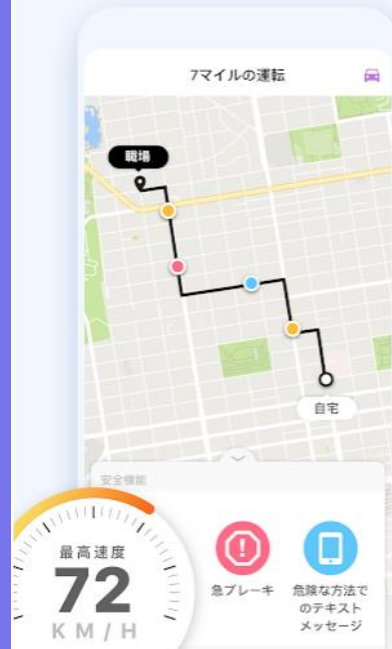 7マイルの運転
職場
自宅
安全機能
最高速度
72
KM/H
急ブレーキ
危険な方法で
のテキスト
メッセージ